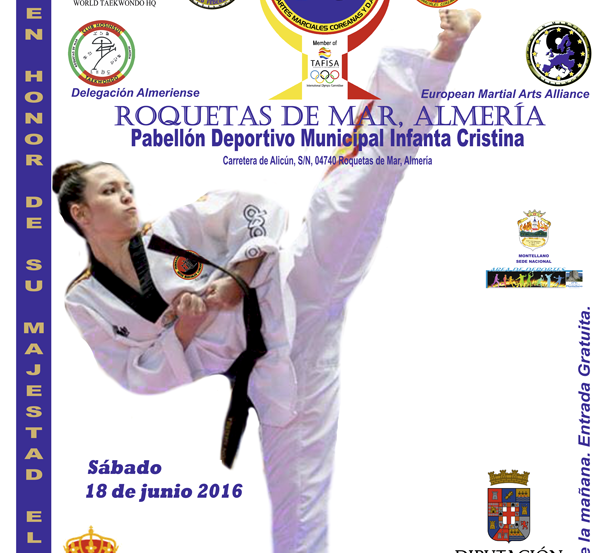 WORLD TAEKWONDO HQ
ARTES MARCIALES COREANAS Y D
Member of
TAFISA
Delegación Almeriense
European Martial Arts Alliance
ROQUETAS DE MAR, ALMERÍA
Pabellón Deportivo Municipal Infanta Cristina
Carretera de Alicún, S/N, 04740 Roquetas de Mar, Almería
EN HONOR DE SU MAJESTAD EL
MONTELLANO
SEDE NACIONAL
la mañana. Entrada Gratuita.
Sábado
18 de junio 2016
DIPUTACIÓN